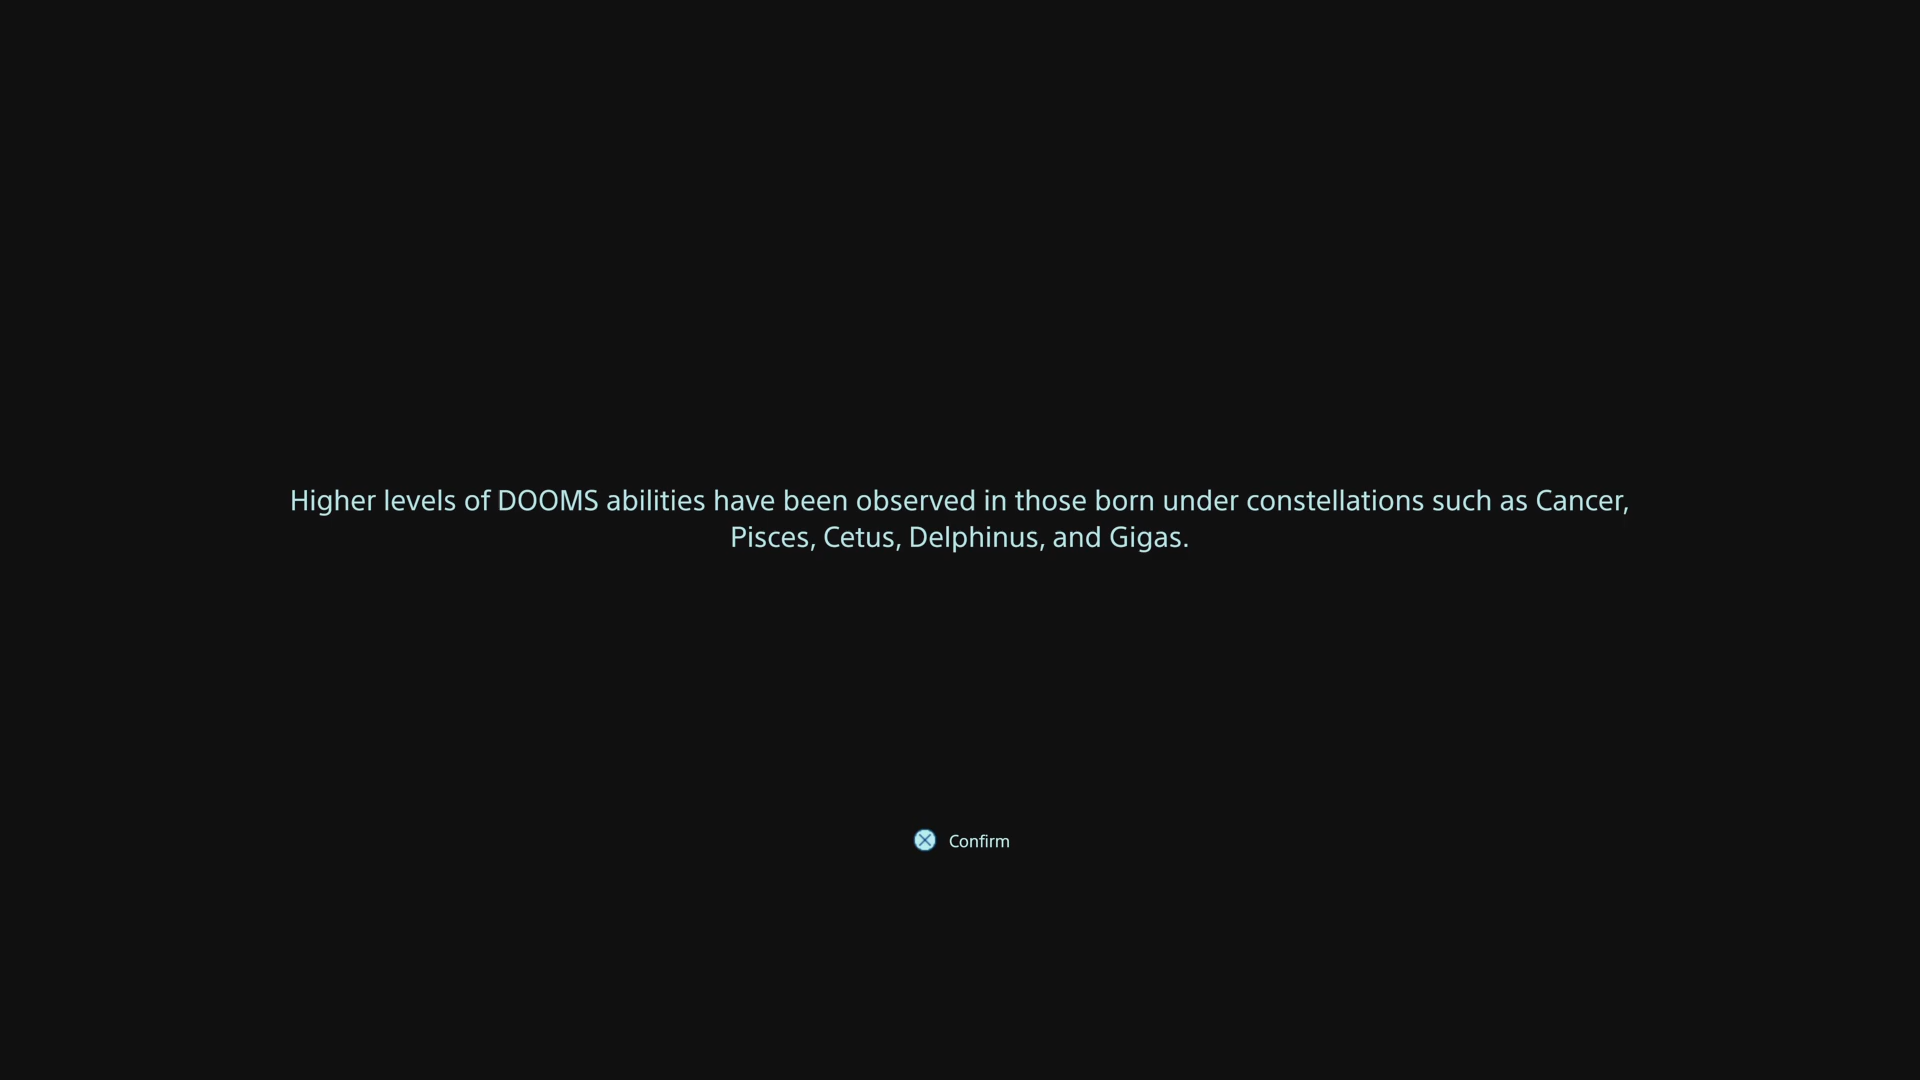 Higher levels of DOOMS abilities have been observed in those born under constellations such as Cancer,
Pisces, Cetus, Delphinus, and Gigas.
Confirm